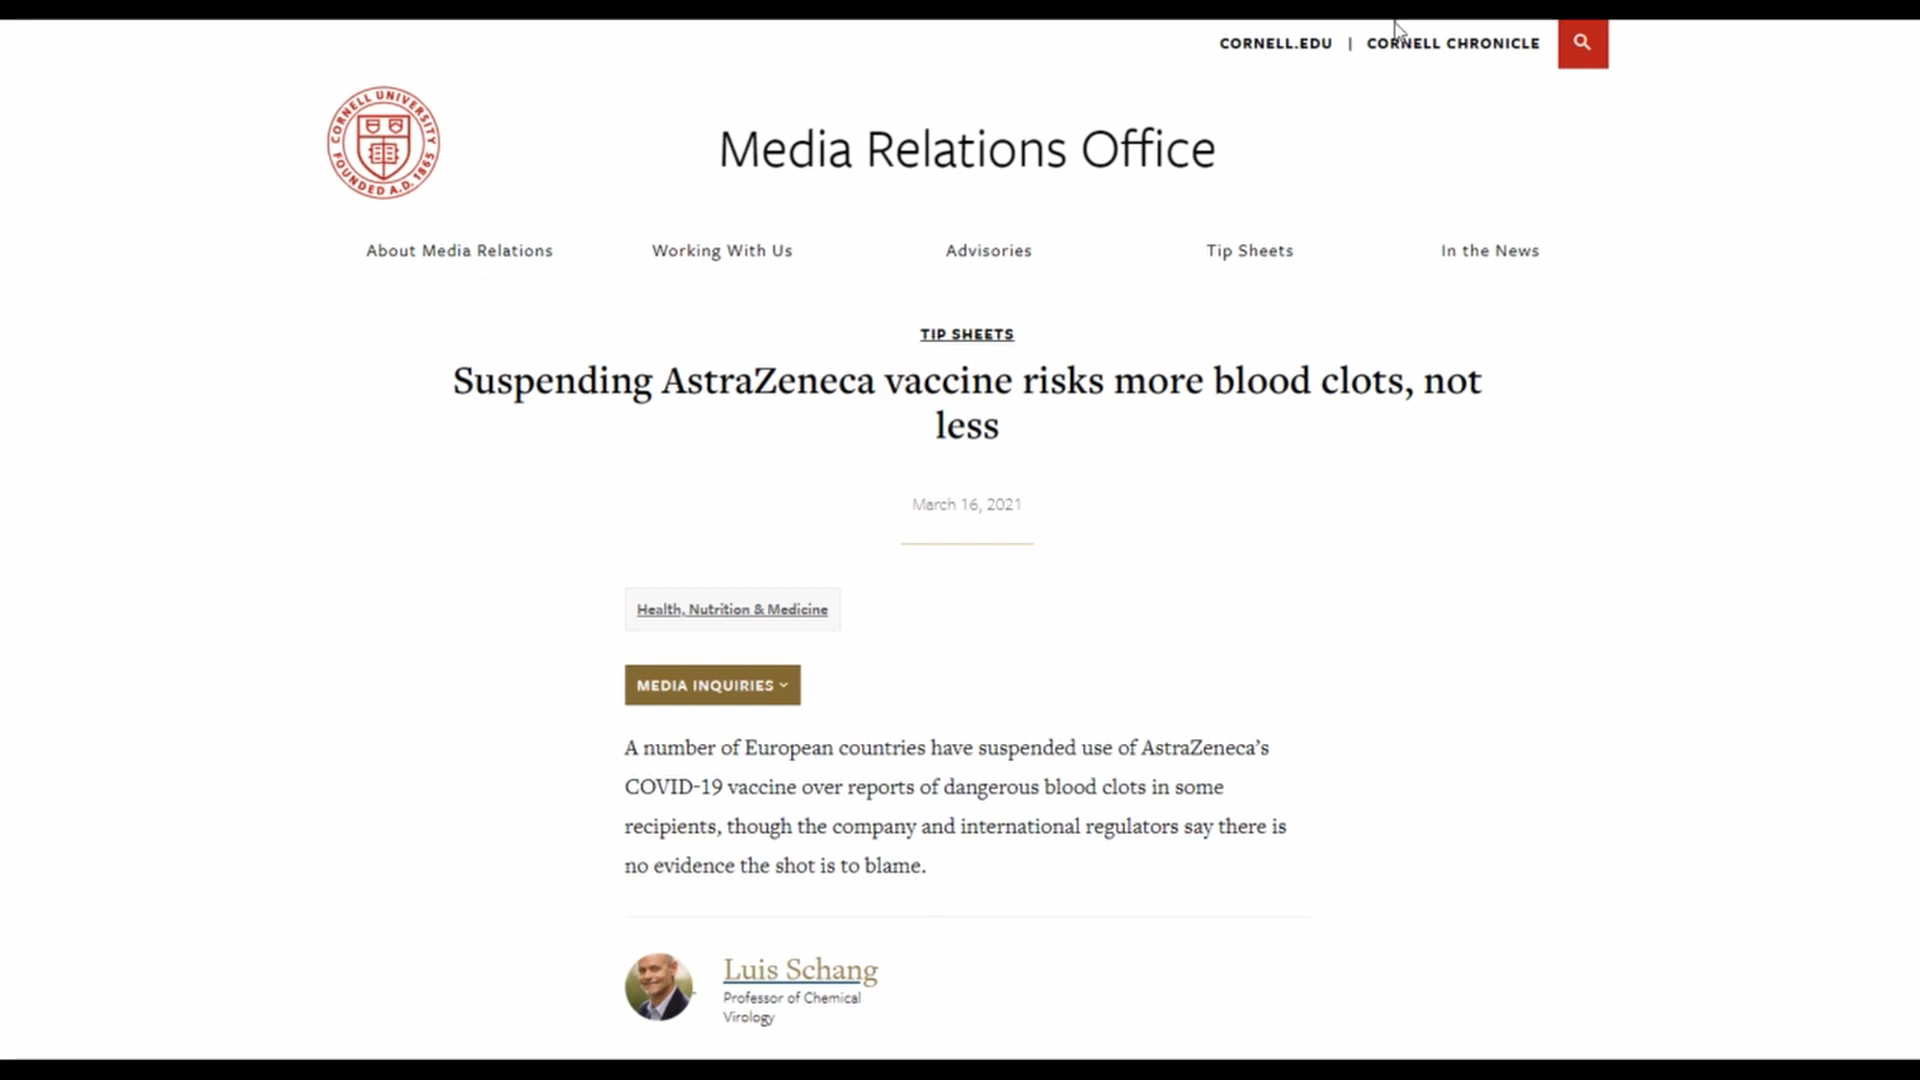 CORNELL.EDU | CORNELL CHRONICLE
CORNELL UNIVERSITY
FOUNDED A.D. 1865
Media Relations Office
About Media Relations
Working With Us
Advisories
Tip Sheets
In the News
TIP SHEETS
Suspending AstraZeneca vaccine risks more blood clots, not
less
March 16, 2021
Health, Nutrition & Medicine
MEDIA INQUIRIES
A number of European countries have suspended use of AstraZeneca’s
COVID-19 vaccine over reports of dangerous blood clots in some
recipients, though the company and international regulators say there is
no evidence the shot is to blame.
Luis Schang
Professor of Chemical
Virology